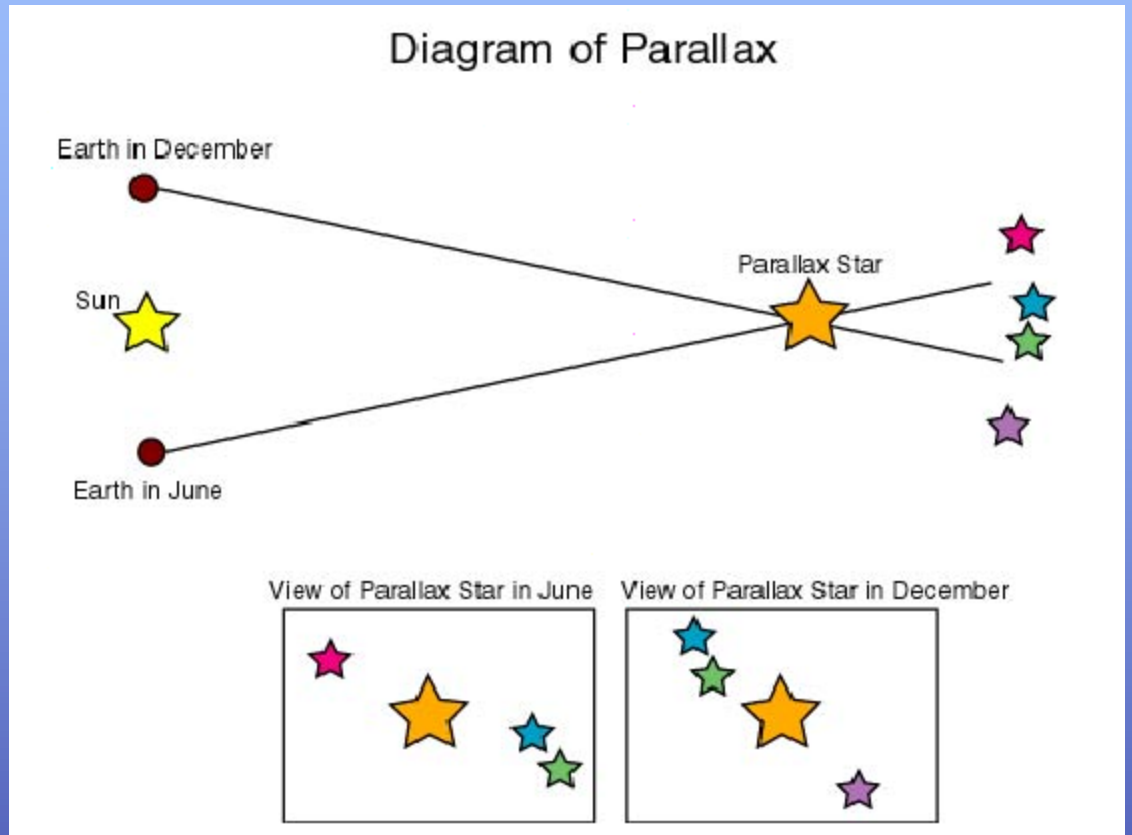 Diagram of Parallax
Earth in December
Parallax Star
Sun
Earth in June
View of Parallax Star in June
View of Parallax Star in December